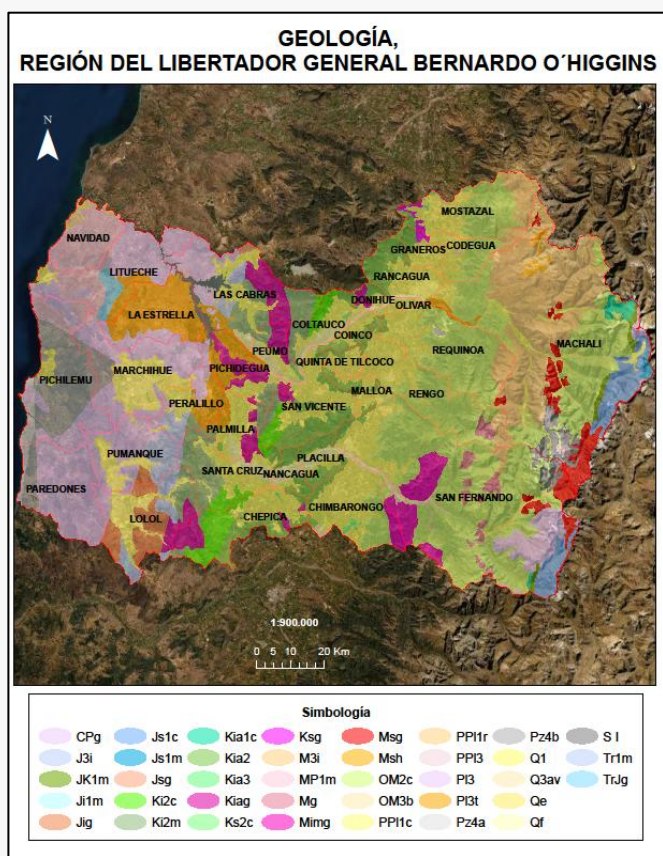 GEOLOGÍA,
REGIÓN DEL LIBERTADOR GENERAL BERNARDO O´HIGGINS
N
MOSTAZAL
NAVIDAD
GRANEROS CODEGUA
LITUECHE
RANCAGUA
LAS CABRAS
DONIHUE OLIVAR
LA ESTRELLA
COLTAUCO
COINCO
PEUMO
REQUINOA
MACHALI
QUINTA DE TILCOCO
PICHILEMU
MARCHIHUE
PICHIDEGUA
MALLOA
RENGO
PERALILLO
SAN VICENTE
PALMILLA
PUMANQUE
PLACILLA
SANTA CRUZ
NANCAGUA
PAREDONES
SAN FERNANDO
LOLOL
CHIMBARONGO
CHEPICA
1:900.000
0 5 10 20 Km
Simbología
CPg Js1c Kia1c Ksg Msg PPl1r Pz4b S I
J3i Js1m Kia2 M3i Msh PPl3 Q1 Tr1m
JK1m Jsg Kia3 MP1m OM2c Pl3 Q3av TrJg
Ji1m Ki2c Kiag Mg OM3b Pl3t Qe
Jig Ki2m Ks2c Mimg PPl1c Pz4a Qf